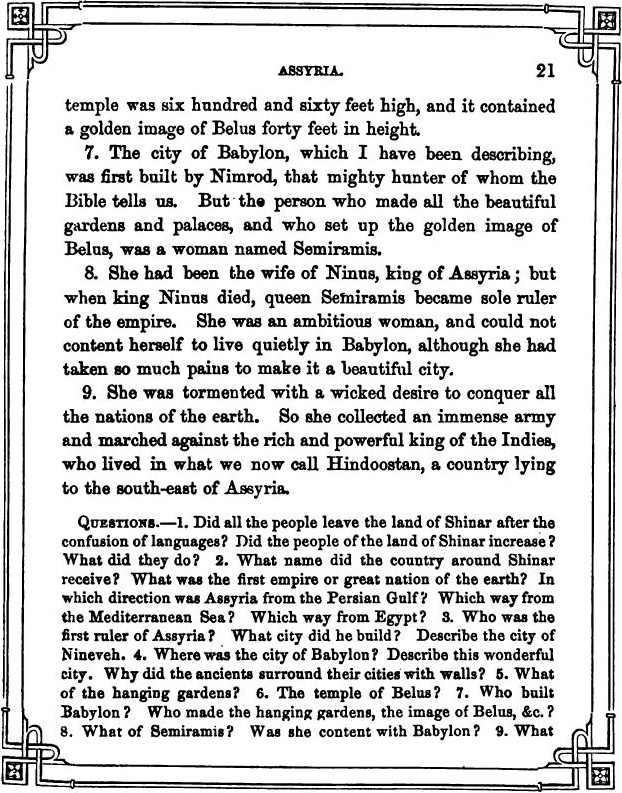 ASSYRIA. 21
temple was six hundred and sixty feet high, and it contained
a golden image of Belus forty feet in height.
7. The city of Babylon, which I have been describing,
was first built by Nimrod, that mighty hunter of whom the
Bible tells us. But the person who made all the beautiful
gardens and palaces, and who set up the golden image of
Belus, was a woman named Semiramis.
8. She had been the wife of Ninus, king of Assyria; but
when king Ninus died, queen Semiramis became sole ruler
of the empire. She was an ambitious woman, and could not
content herself to live quietly in Babylon, although she had
taken so much pains to make it a beautiful city.
9. She was tormented with a wicked desire to conquer all
the nations of the earth. So she collected an immense army
and marched against the rich and powerful king of the Indies,
who lived in what we now call Hindoostan, a country lying
to the south-east of Assyria.
QUESTIONS.—1. Did all the people leave the land of Shinar after the
confusion of languages? Did the people of the land of Shinar increase?
What did they do? 2. What name did the country around Shinar
receive? What was the first empire or great nation of the earth? In
which direction was Assyria from the Persian Gulf? Which way from
the Mediterranean Sea? Which way from Egypt? 3. Who was the
first ruler of Assyria? What city did he build? Describe the city of
Nineveh. 4. Where was the city of Babylon? Describe this wonderful
city. Why did the ancients surround their cities with walls? 5. What
of the hanging gardens? 6. The temple of Belus? 7. Who built
Babylon? Who made the hanging gardens, the image of Belus, &c.?
8. What of Semiramis? Was she content with Babylon? 9. What